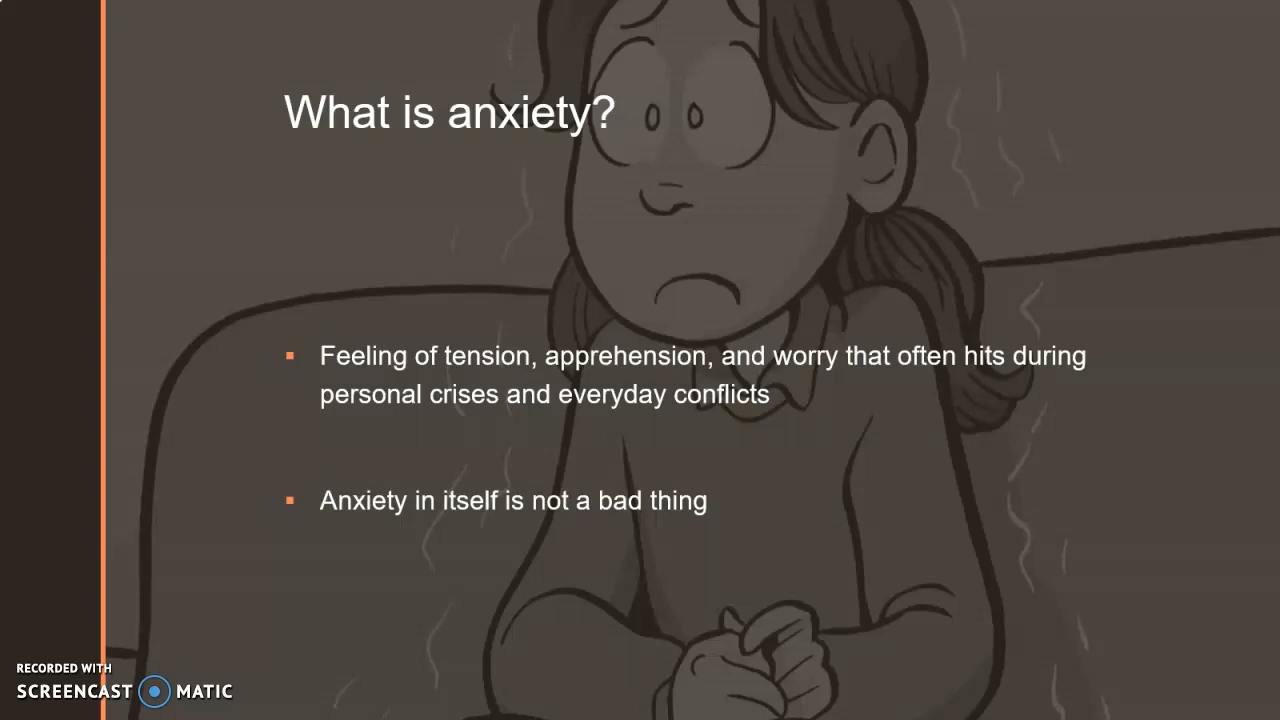 What is anxiety?
▪ Feeling of tension, apprehension, and worry that often hits during
personal crises and everyday conflicts
▪ Anxiety in itself is not a bad thing
RECORDED WITH
SCREENCAST MATIC